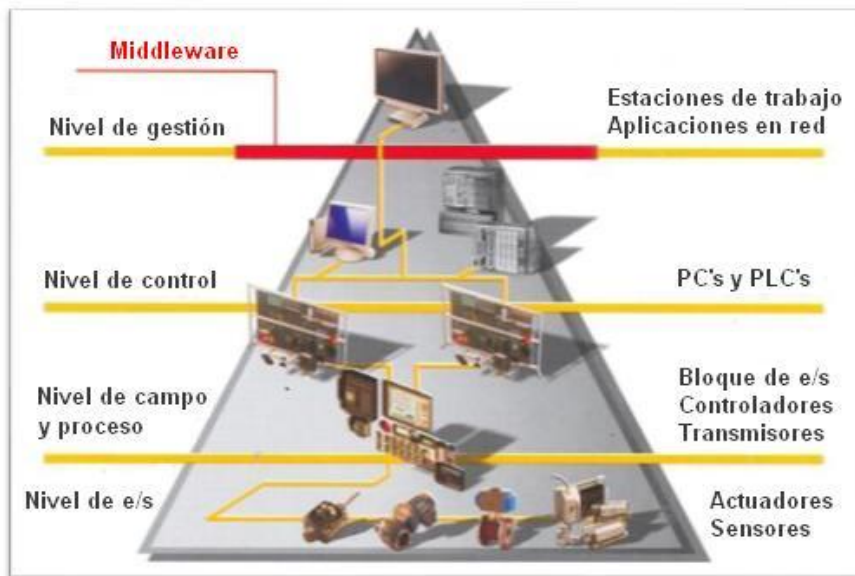 Middleware
Nivel de gestión
Estaciones de trabajo
Aplicaciones en red
Nivel de control
PC's y PLC's
Nivel de campo
y proceso
Bloque de e/s
Controladores
Transmisores
Nivel de e/s
Actuadores
Sensores